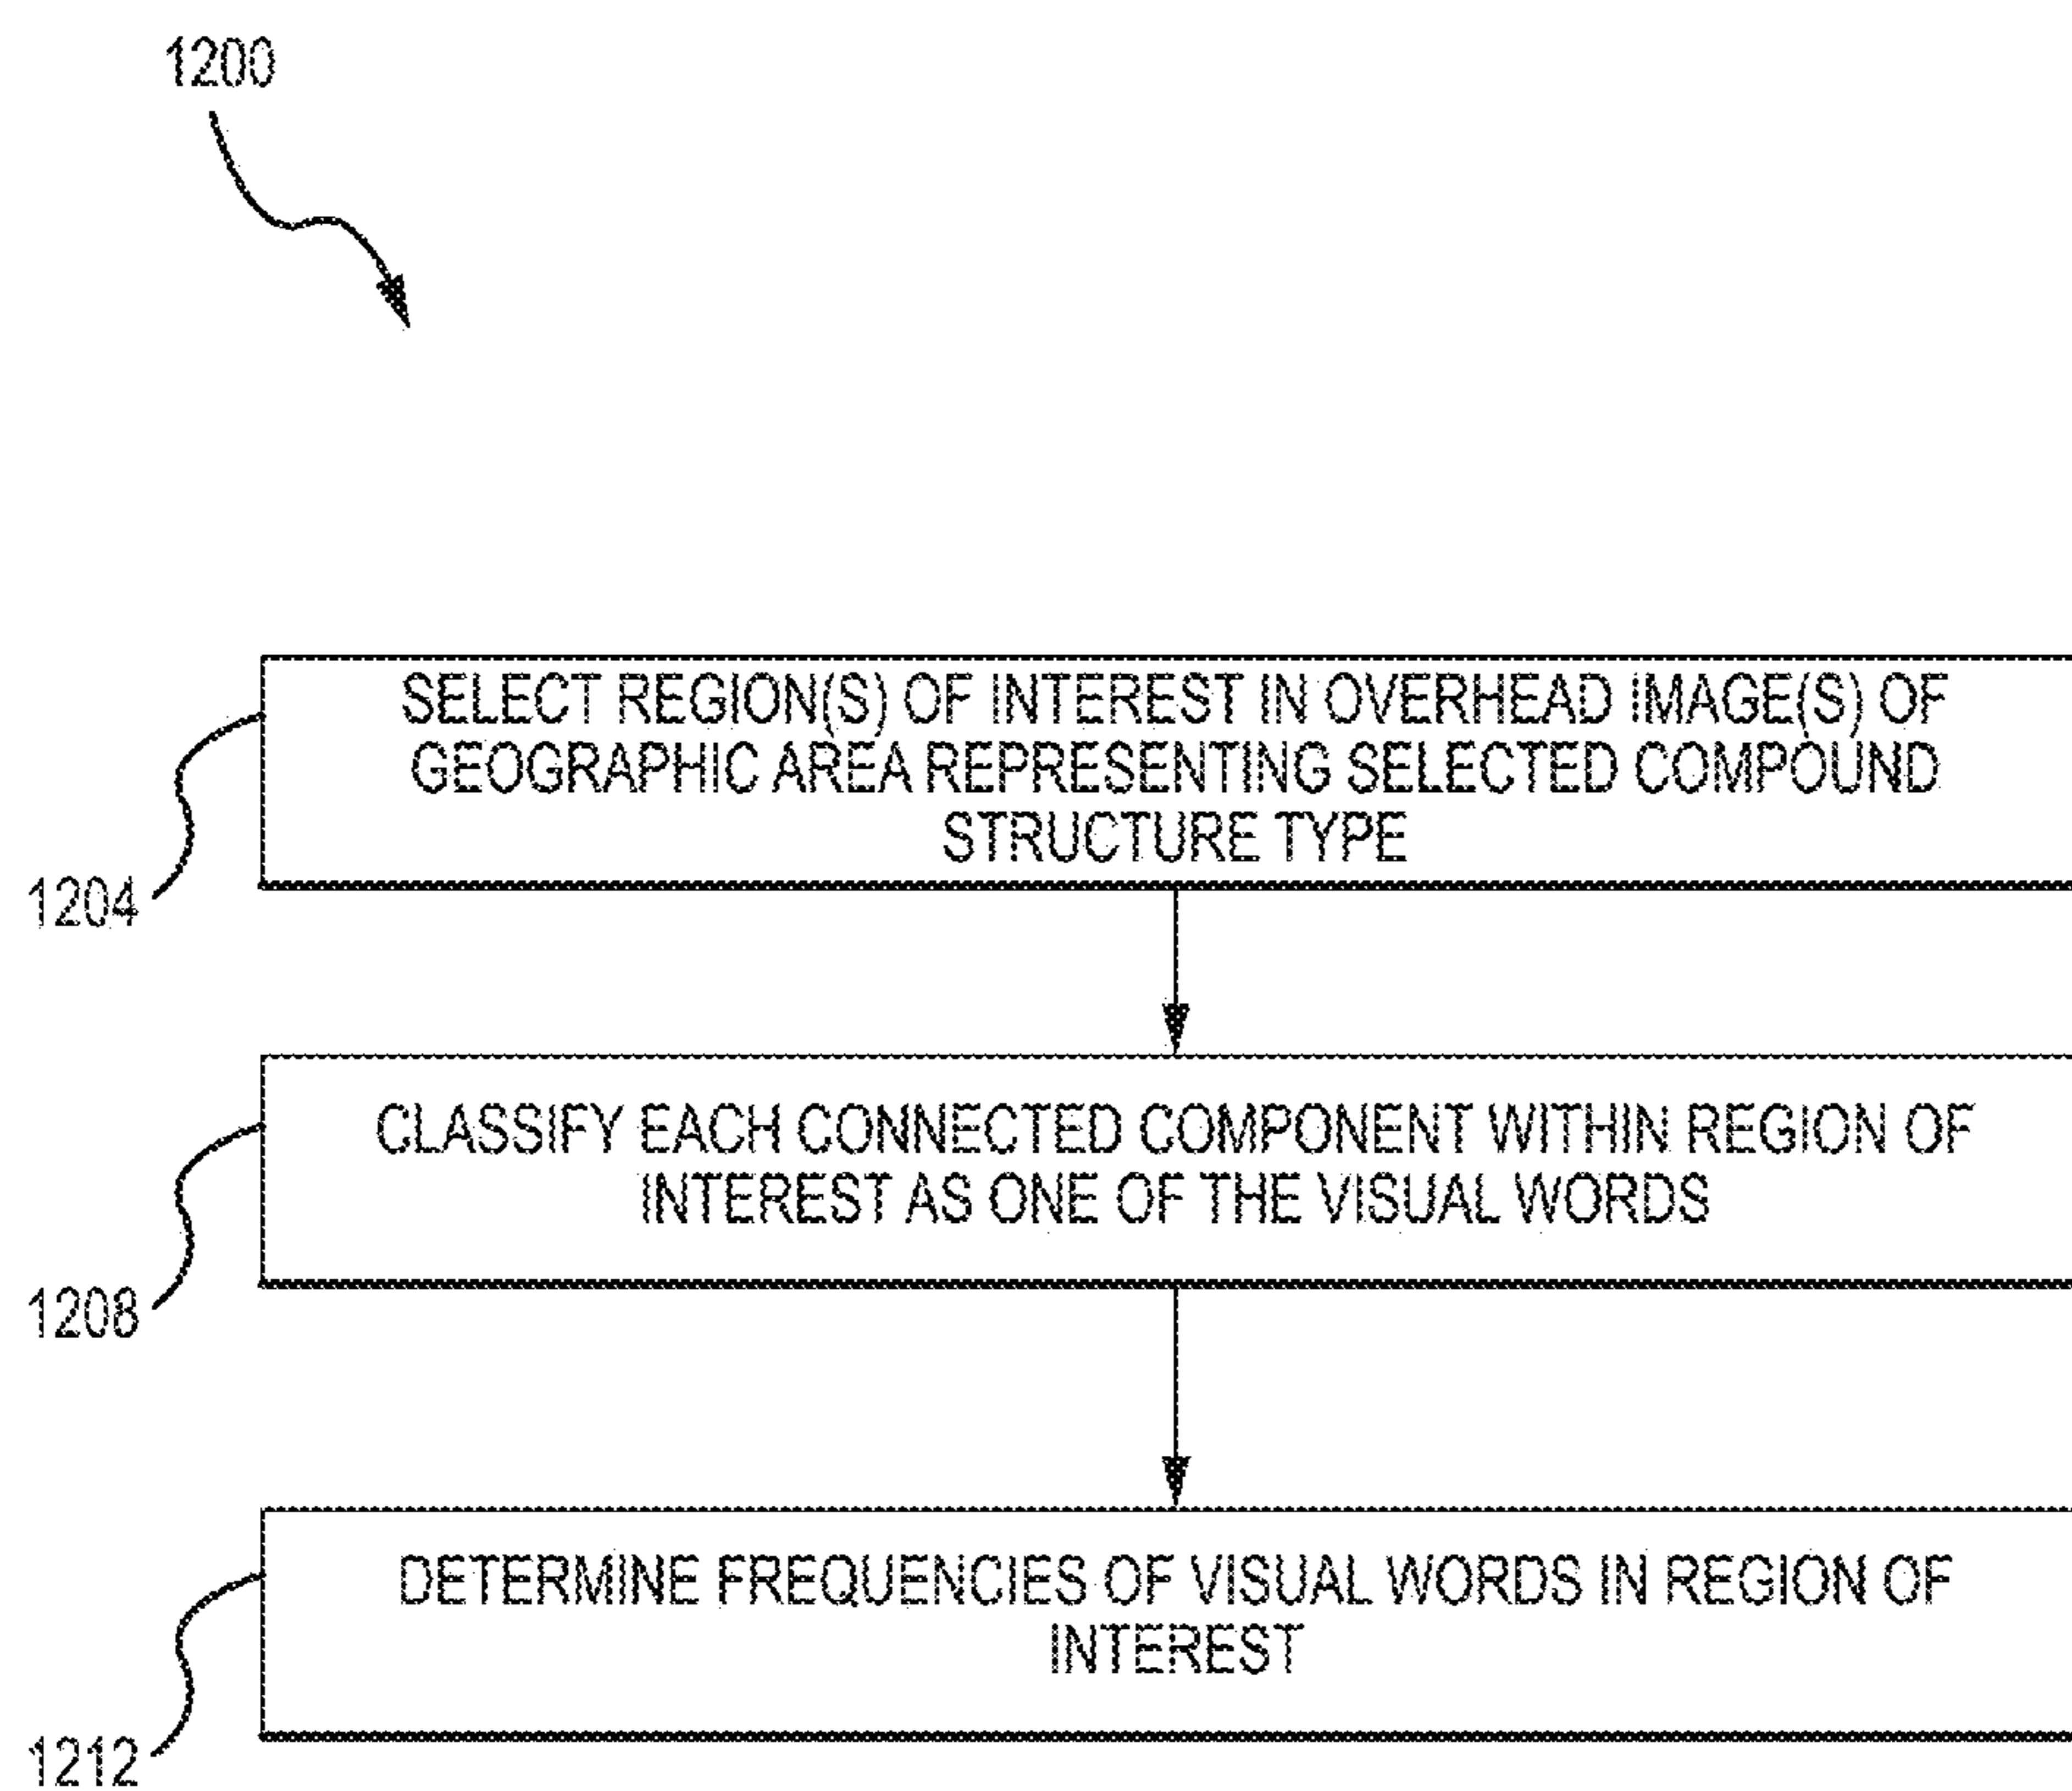 1200
SELECT REGION(S) OF INTEREST IN OVERHEAD IMAGE(S) OF
GEOGRAPHIC AREA REPRESENTING SELECTED COMPOUND
STRUCTURE TYPE
1204
CLASSIFY EACH CONNECTED COMPONENT WITHIN REGION OF
INTEREST AS ONE OF THE VISUAL WORDS
1208
DETERMINE FREQUENCIES OF VISUAL WORDS IN REGION OF
INTEREST
1212